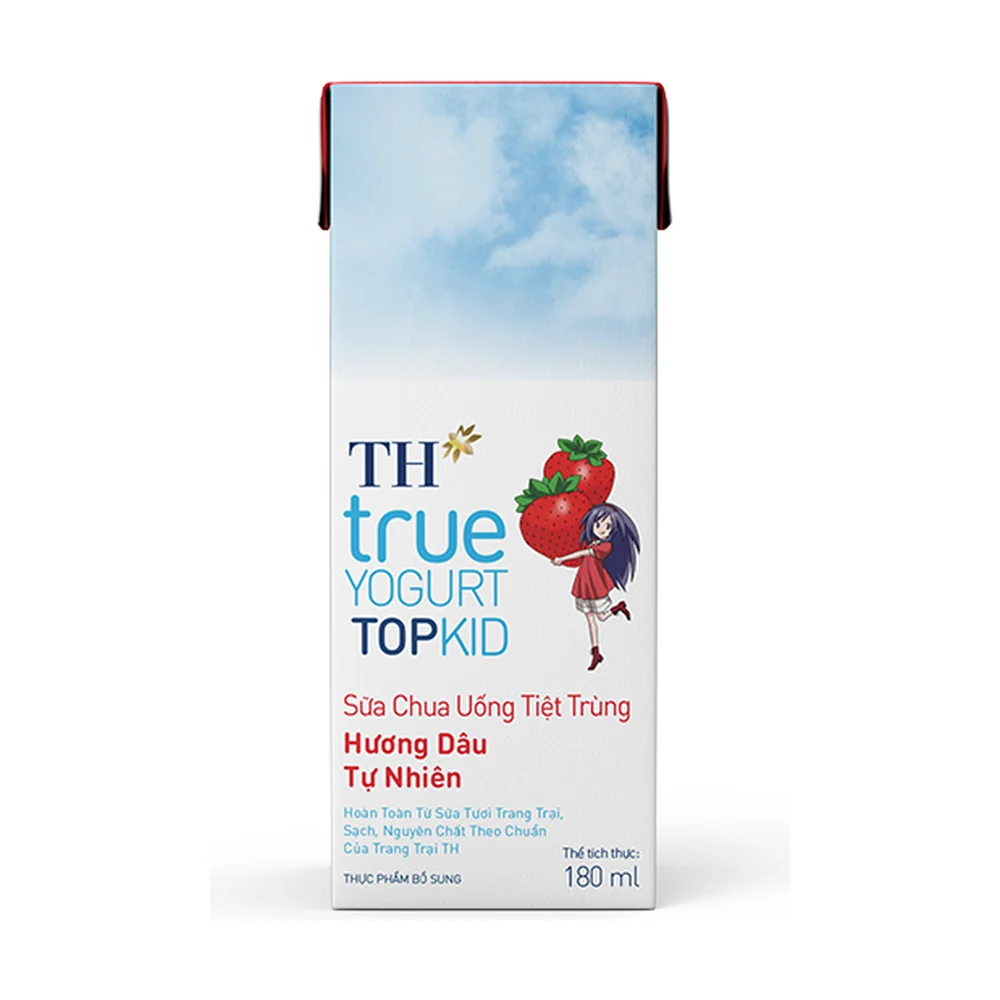 TH
true
YOGURT
TOPKID
Sữa Chua Uống Tiệt Trùng
Hương Dâu
Tự Nhiên
Hoàn Toàn Từ Sữa Tươi Trang Trại,
Sạch, Nguyên Chất Theo Chuẩn
Của Trang Trại TH
THỰC PHẨM BỔ SUNG
Thể tích thực:
180 ml